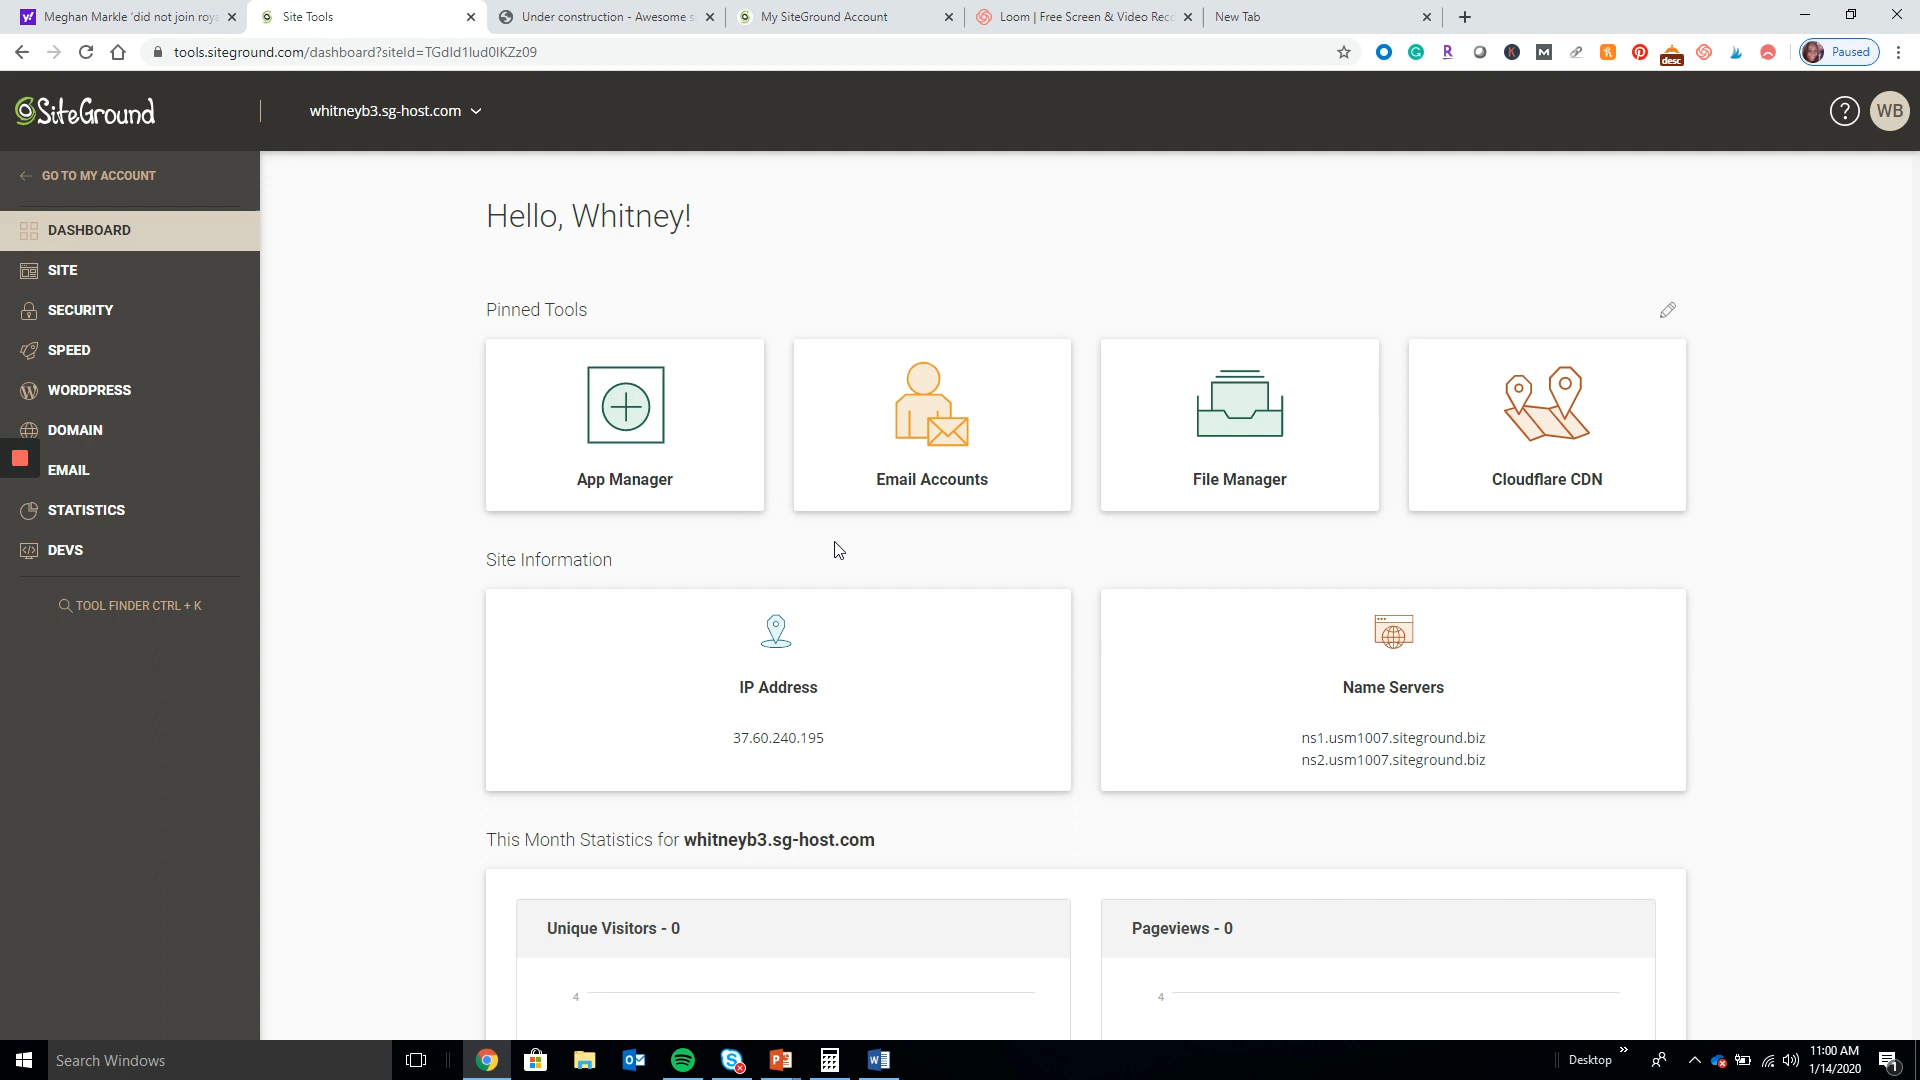 Meghan Markle 'did not join roya
Site Tools
Under construction - Awesome s
My SiteGround Account
Loom | Free Screen & Video Reco
New Tab
tools.siteground.com/dashboard?siteId=TGdld1lud0lKZz09
desc
Paused
SiteGround
whitneyb3.sg-host.com
?
WB
GO TO MY ACCOUNT
DASHBOARD
SITE
SECURITY
SPEED
WORDPRESS
DOMAIN
EMAIL
STATISTICS
DEVS
TOOL FINDER CTRL + K
Hello, Whitney!
Pinned Tools
App Manager
Email Accounts
File Manager
Cloudflare CDN
Site Information
IP Address
37.60.240.195
Name Servers
ns1.usm1007.siteground.biz
ns2.usm1007.siteground.biz
This Month Statistics for whitneyb3.sg-host.com
Unique Visitors - 0
4
Pageviews - 0
4
Search Windows
Desktop
11:00 AM
1/14/2020
1